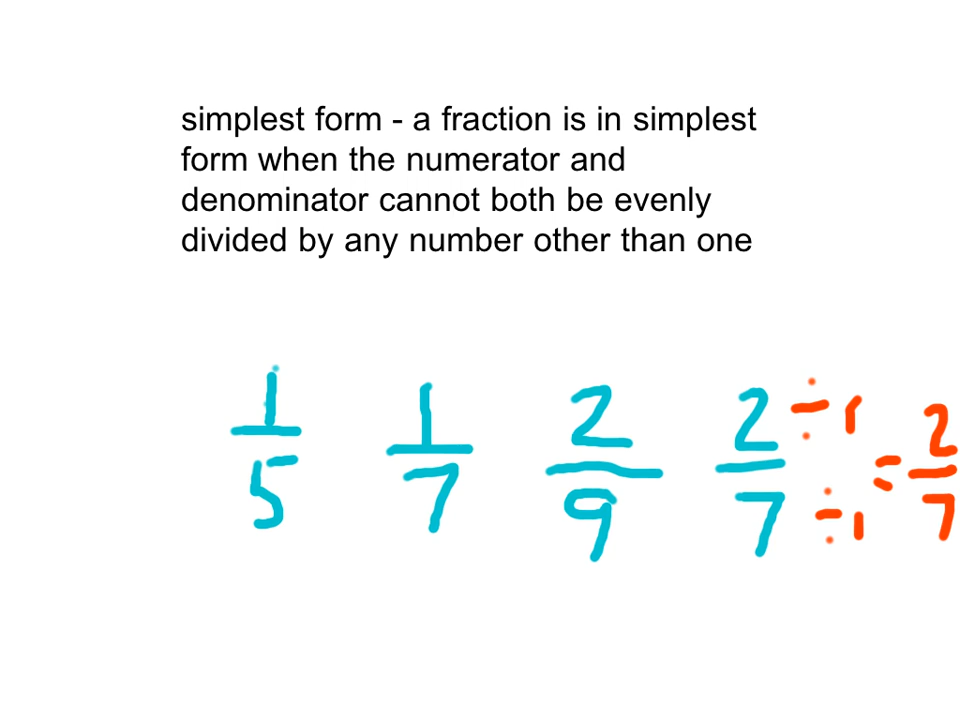 simplest form - a fraction is in simplest
form when the numerator and
denominator cannot both be evenly
divided by any number other than one
1/5 1/7 2/9 2/7 ÷1/÷1 = 2/7